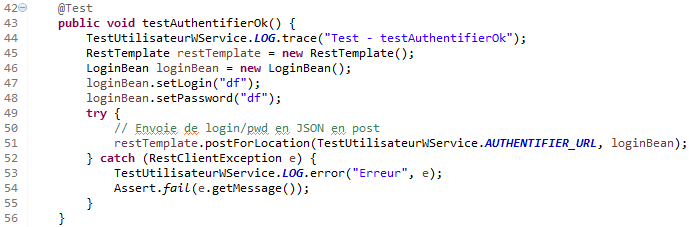 42 @Test
43 public void testAuthentifierOk() {
44 TestUtilisateurWService.LOG.trace("Test - testAuthentifierOk");
45 RestTemplate restTemplate = new RestTemplate();
46 LoginBean loginBean = new LoginBean();
47 loginBean.setLogin("df");
48 loginBean.setPassword("df");
49 try {
50 // Envoie de login/pwd en JSON en post
51 restTemplate.postForLocation(TestUtilisateurWService.AUTHENTIFIER_URL, loginBean);
52 } catch (RestClientException e) {
53 TestUtilisateurWService.LOG.error("Erreur", e);
54 Assert.fail(e.getMessage());
55 }
56 }